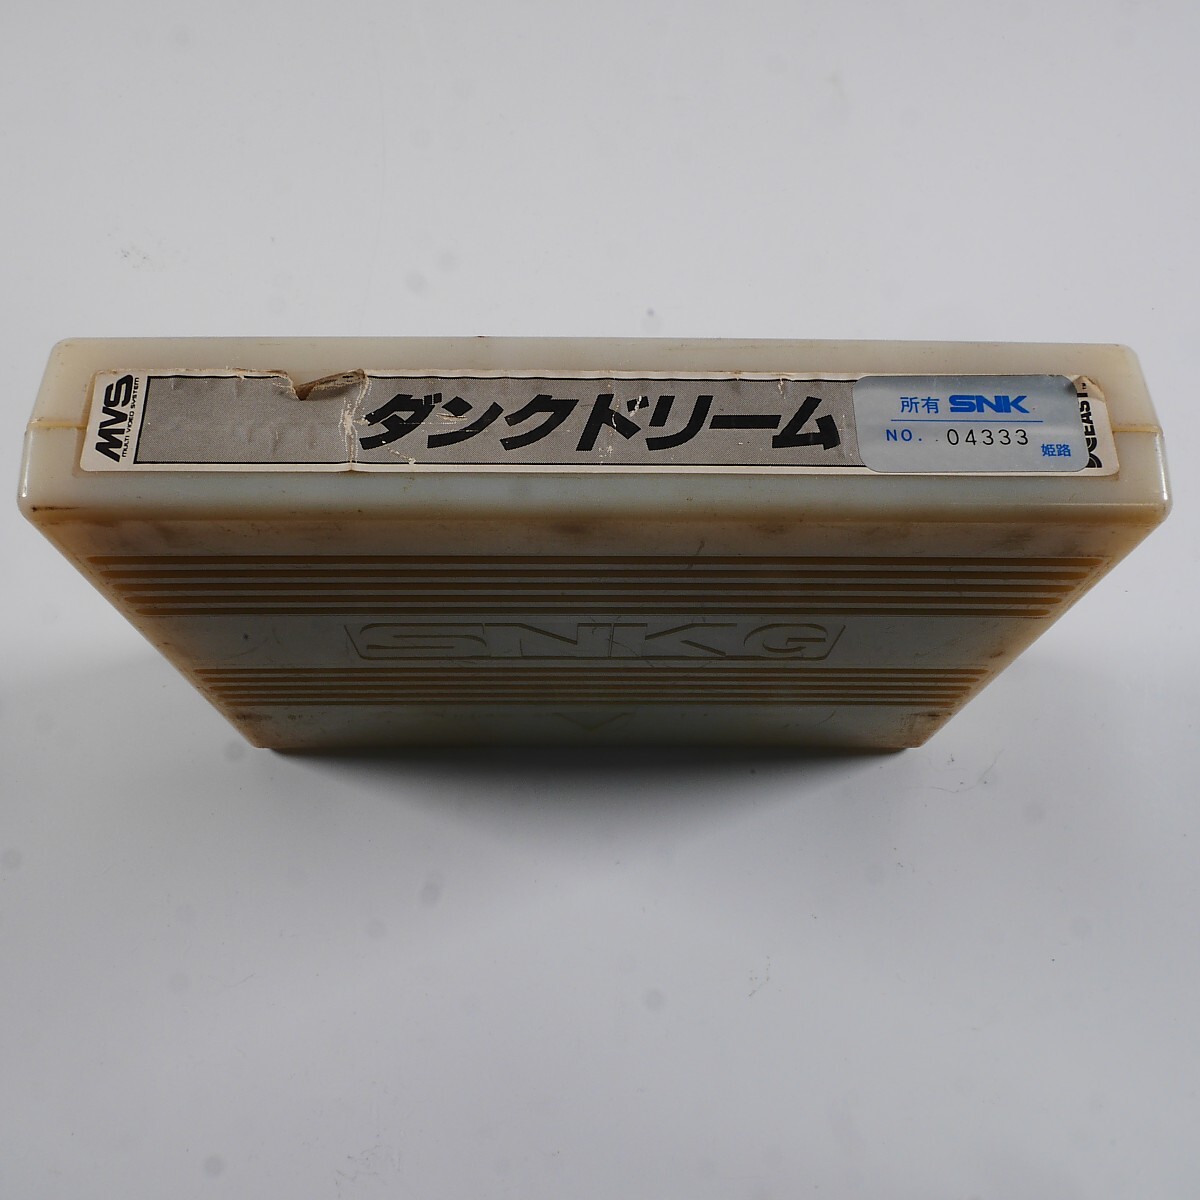 MVS
MULTI VIDEO SYSTEM
ダンクドリーム
所有 SNK
NO. 04333
姫路
EAST™
SNK